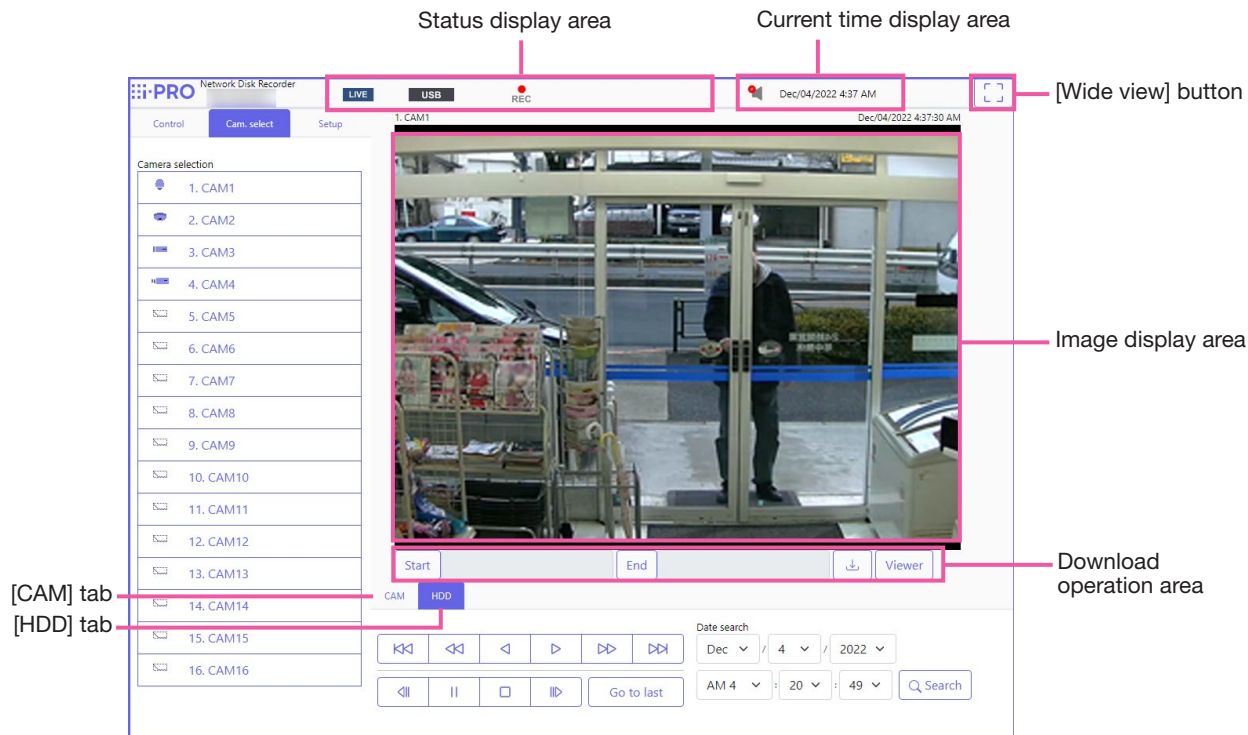 Status display area
Current time display area
i-PRO Network Disk Recorder
LIVE
USB
REC
Dec/04/2022 4:37 AM
[Wide view] button
Control
Cam. select
Setup
1. CAM1
Dec/04/2022 4:37:30 AM
Camera selection
1. CAM1
2. CAM2
3. CAM3
4. CAM4
5. CAM5
6. CAM6
7. CAM7
8. CAM8
9. CAM9
10. CAM10
11. CAM11
12. CAM12
13. CAM13
14. CAM14
15. CAM15
16. CAM16
Image display area
Start
End
Viewer
Download
operation area
[CAM] tab
[HDD] tab
CAM
HDD
Go to last
Date search
Dec / 4 / 2022
AM 4 : 20 : 49
Search